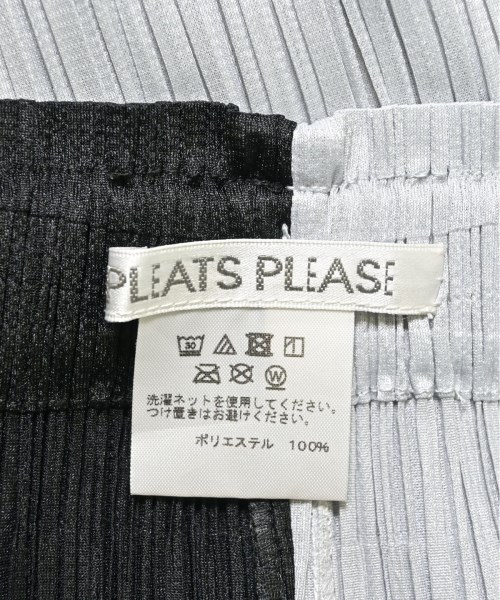 PLEATS PLEASE
30
W
洗濯ネットを使用してください。
つけ置きはお避けください。
ポリエステル 100%